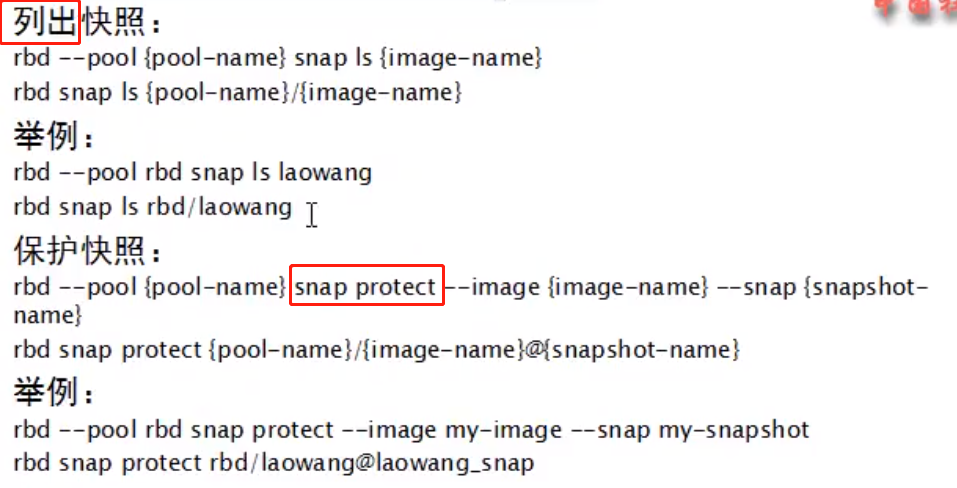 中国社
列出快照：
rbd --pool {pool-name} snap ls {image-name}
rbd snap ls {pool-name}/{image-name}
举例：
rbd --pool rbd snap ls laowang
rbd snap ls rbd/laowang
保护快照：
rbd --pool {pool-name} snap protect --image {image-name} --snap {snapshot-
name}
rbd snap protect {pool-name}/{image-name}@{snapshot-name}
举例：
rbd --pool rbd snap protect --image my-image --snap my-snapshot
rbd snap protect rbd/laowang@laowang_snap